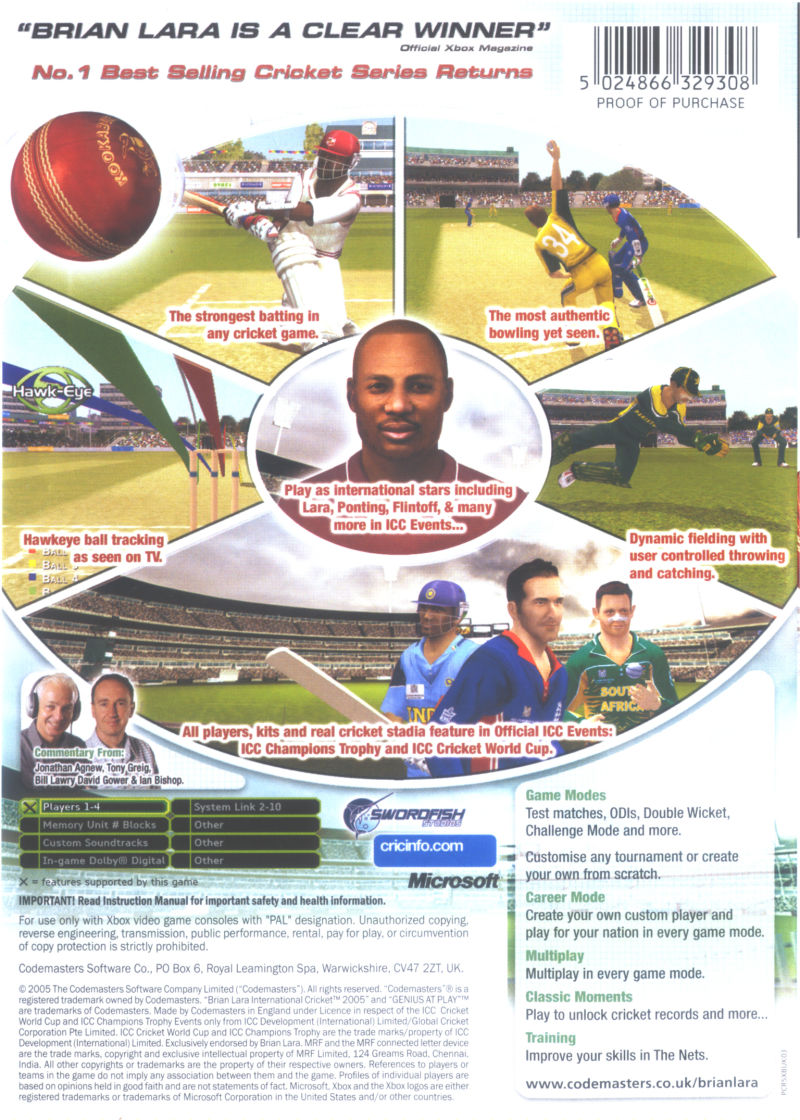 “BRIAN LARA IS A CLEAR WINNER”
Official Xbox Magazine
No.1 Best Selling Cricket Series Returns
5 024866 329308
PROOF OF PURCHASE
KOOKA
34
The strongest batting in
any cricket game.
The most authentic
bowling yet seen.
Hawk-Eye
Play as international stars including
Lara, Ponting, Flintoff, & many
more in ICC Events...
Hawkeye ball tracking
as seen on TV.
BALL
BALL
BALL 4
Dynamic fielding with
user controlled throwing
and catching.
IND
SOUTH
AFRICA
All players, kits and real cricket stadia feature in Official ICC Events:
ICC Champions Trophy and ICC Cricket World Cup.
Commentary From:
Jonathan Agnew, Tony Greig,
Bill Lawry, David Gower & Ian Bishop.
X Players 1-4
System Link 2-10
Memory Unit # Blocks
Other
Custom Soundtracks
Other
In-game Dolby® Digital
Other
X = features supported by this game
SWORDFISH
STUDIOS
cricinfo.com
Microsoft
IMPORTANT! Read Instruction Manual for important safety and health information.
For use only with Xbox video game consoles with "PAL" designation. Unauthorized copying,
reverse engineering, transmission, public performance, rental, pay for play, or circumvention
of copy protection is strictly prohibited.
Codemasters Software Co., PO Box 6, Royal Leamington Spa, Warwickshire, CV47 2ZT, UK.
© 2005 The Codemasters Software Company Limited ("Codemasters"). All rights reserved. "Codemasters"® is a
registered trademark owned by Codemasters. "Brian Lara International Cricket™ 2005" and "GENIUS AT PLAY"™
are trademarks of Codemasters. Made by Codemasters in England under Licence in respect of the ICC Cricket
World Cup and ICC Champions Trophy Events only from ICC Development (International) Limited/Global Cricket
Corporation Pte Limited. ICC Cricket World Cup and ICC Champions Trophy are the trade marks/property of ICC
Development (International) Limited. Exclusively endorsed by Brian Lara. MRF and the MRF connected letter device
are the trade marks, copyright and exclusive intellectual property of MRF Limited, 124 Greams Road, Chennai,
India. All other copyrights or trademarks are the property of their respective owners. References to players or
teams in the game do not imply any association between them and the game. Profiles of individual players are
based on opinions held in good faith and are not statements of fact. Microsoft, Xbox and the Xbox logos are either
registered trademarks or trademarks of Microsoft Corporation in the United States and/or other countries.
Game Modes
Test matches, ODIs, Double Wicket,
Challenge Mode and more.
Customise any tournament or create
your own from scratch.
Career Mode
Create your own custom player and
play for your nation in every game mode.
Multiplay
Multiplay in every game mode.
Classic Moments
Play to unlock cricket records and more...
Training
Improve your skills in The Nets.
www.codemasters.co.uk/brianlara